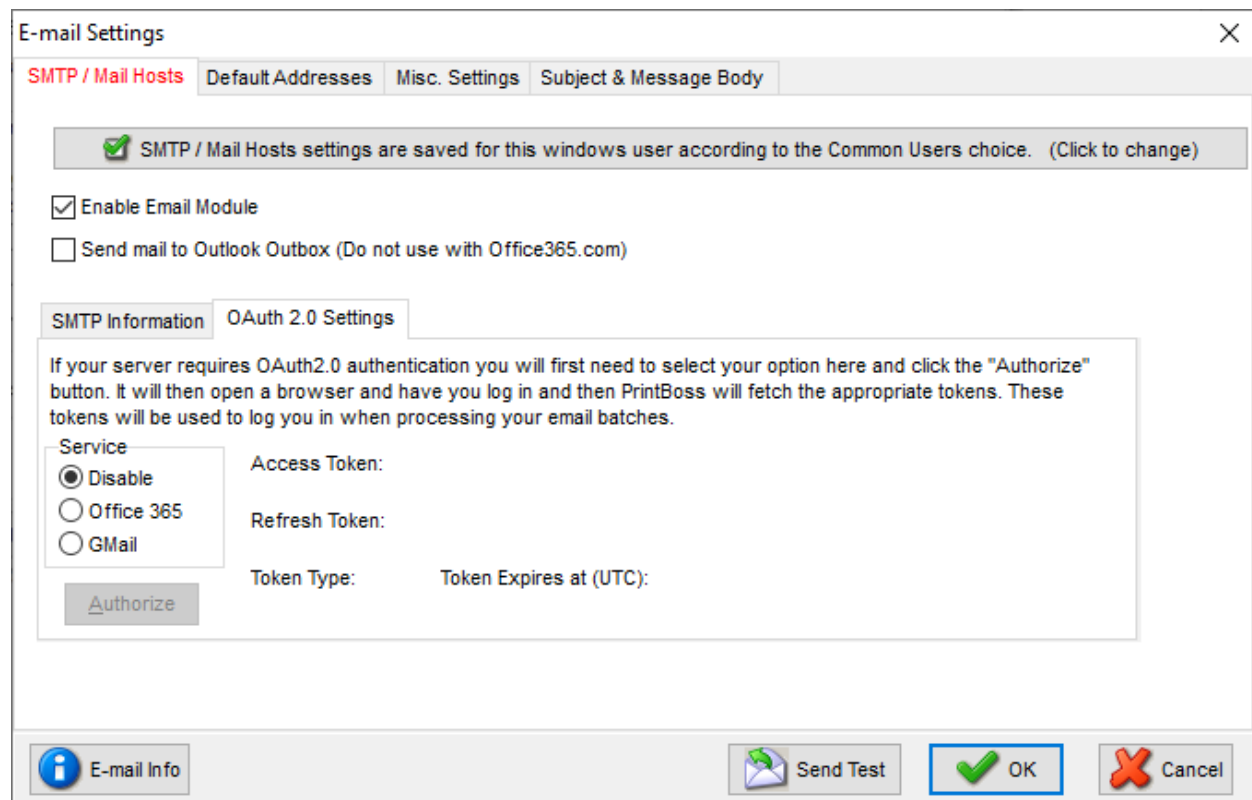 E-mail Settings
SMTP / Mail Hosts Default Addresses Misc. Settings Subject & Message Body
SMTP / Mail Hosts settings are saved for this windows user according to the Common Users choice. (Click to change)
Enable Email Module
Send mail to Outlook Outbox (Do not use with Office365.com)
SMTP Information OAuth 2.0 Settings
If your server requires OAuth2.0 authentication you will first need to select your option here and click the "Authorize"
button. It will then open a browser and have you log in and then PrintBoss will fetch the appropriate tokens. These
tokens will be used to log you in when processing your email batches.
Service
Disable
Office 365
GMail
Authorize
Access Token:
Refresh Token:
Token Type: Token Expires at (UTC):
E-mail Info Send Test OK Cancel